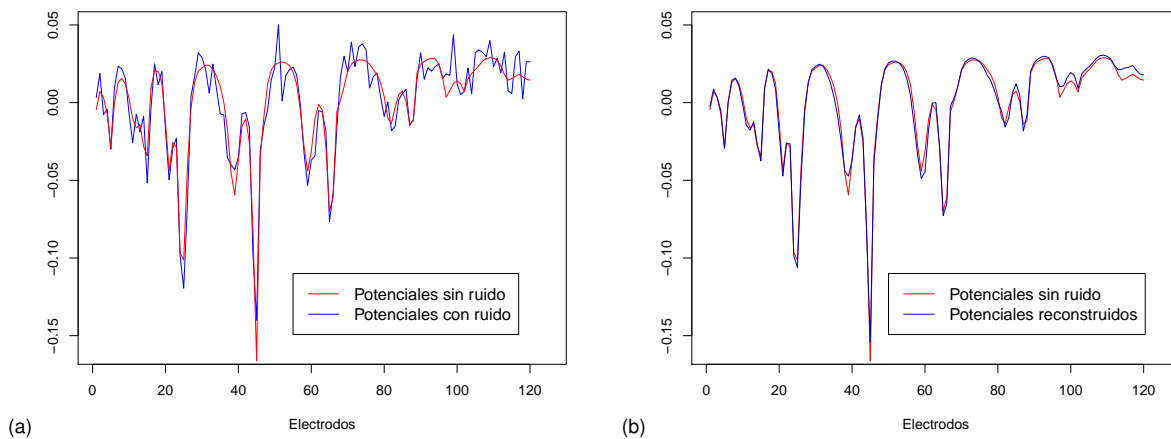 0.05
0.00
−0.05
−0.10
−0.15
Potenciales sin ruido
Potenciales con ruido
0 20 40 60 80 100 120
Electrodos
(a)
0.05
0.00
−0.05
−0.10
−0.15
Potenciales sin ruido
Potenciales reconstruidos
0 20 40 60 80 100 120
Electrodos
(b)